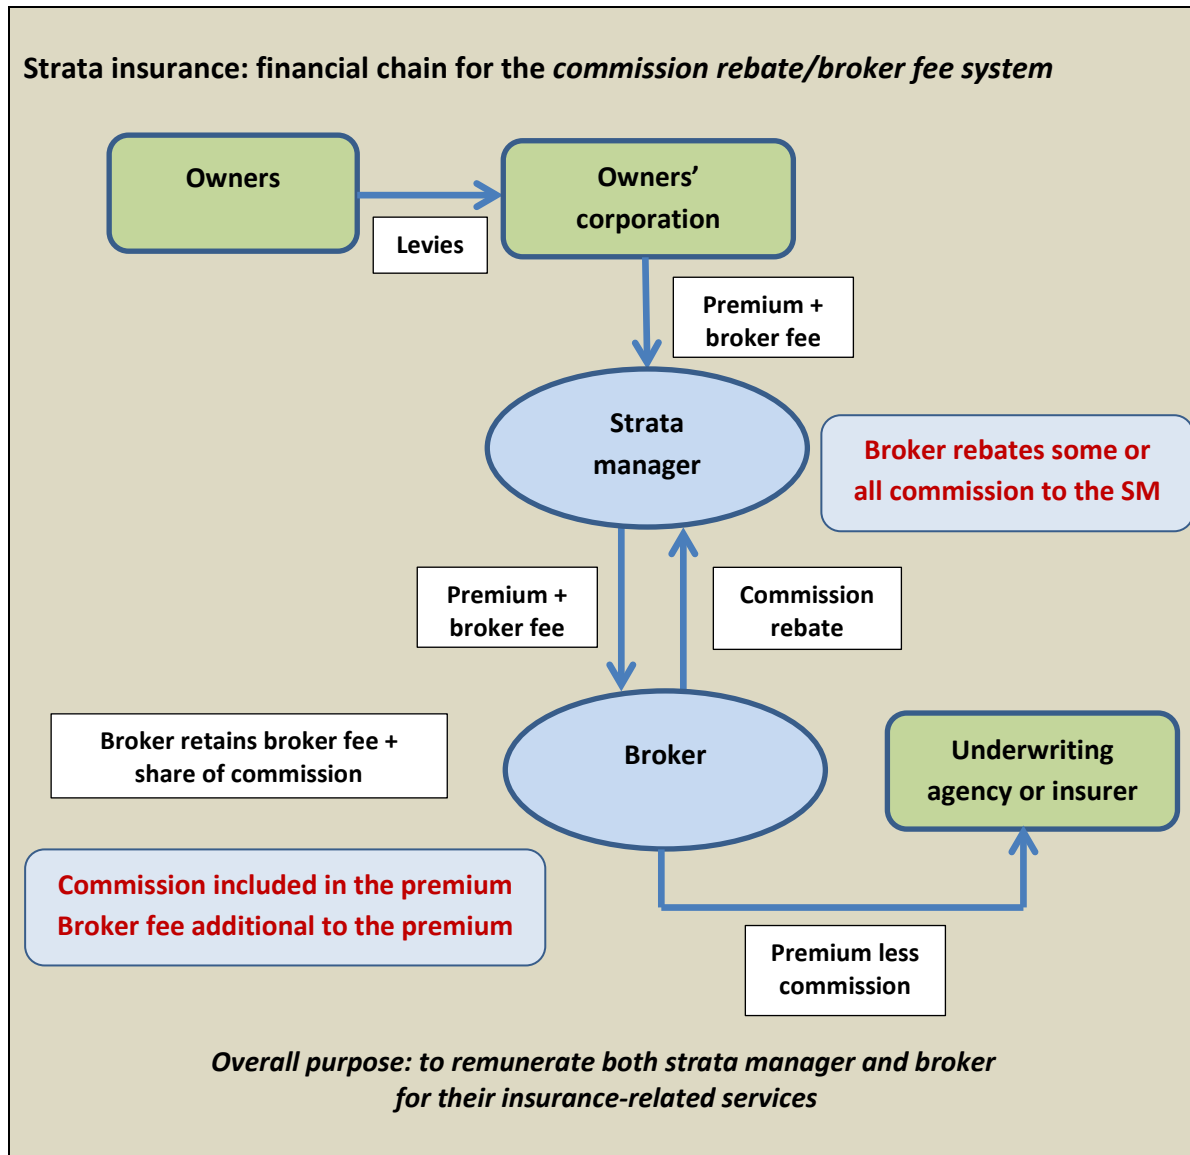 Strata insurance: financial chain for the commission rebate/broker fee system
Owners
Owners’
corporation
Levies
Premium +
broker fee
Strata
manager
Broker rebates some or
all commission to the SM
Premium +
broker fee
Commission
rebate
Broker retains broker fee +
share of commission
Broker
Underwriting
agency or insurer
Commission included in the premium
Broker fee additional to the premium
Premium less
commission
Overall purpose: to remunerate both strata manager and broker
for their insurance-related services